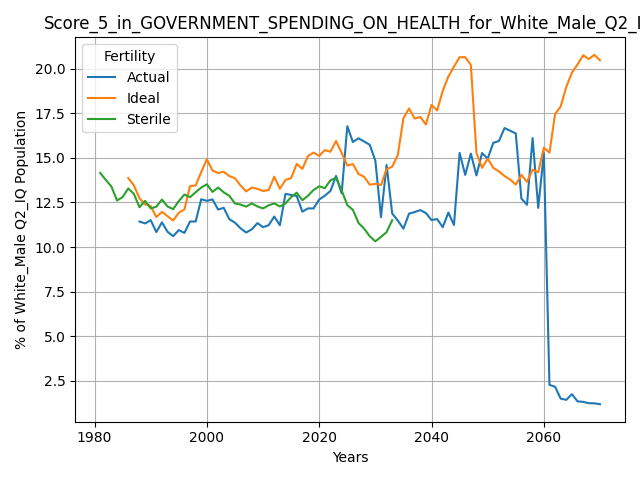 Score_5_in_GOVERNMENT_SPENDING_ON_HEALTH_for_White_Male_Q2_I
Fertility
Actual
Ideal
Sterile
% of White_Male Q2_IQ Population
20.0
17.5
15.0
12.5
10.0
7.5
5.0
2.5
1980
2000
2020
2040
2060
Years